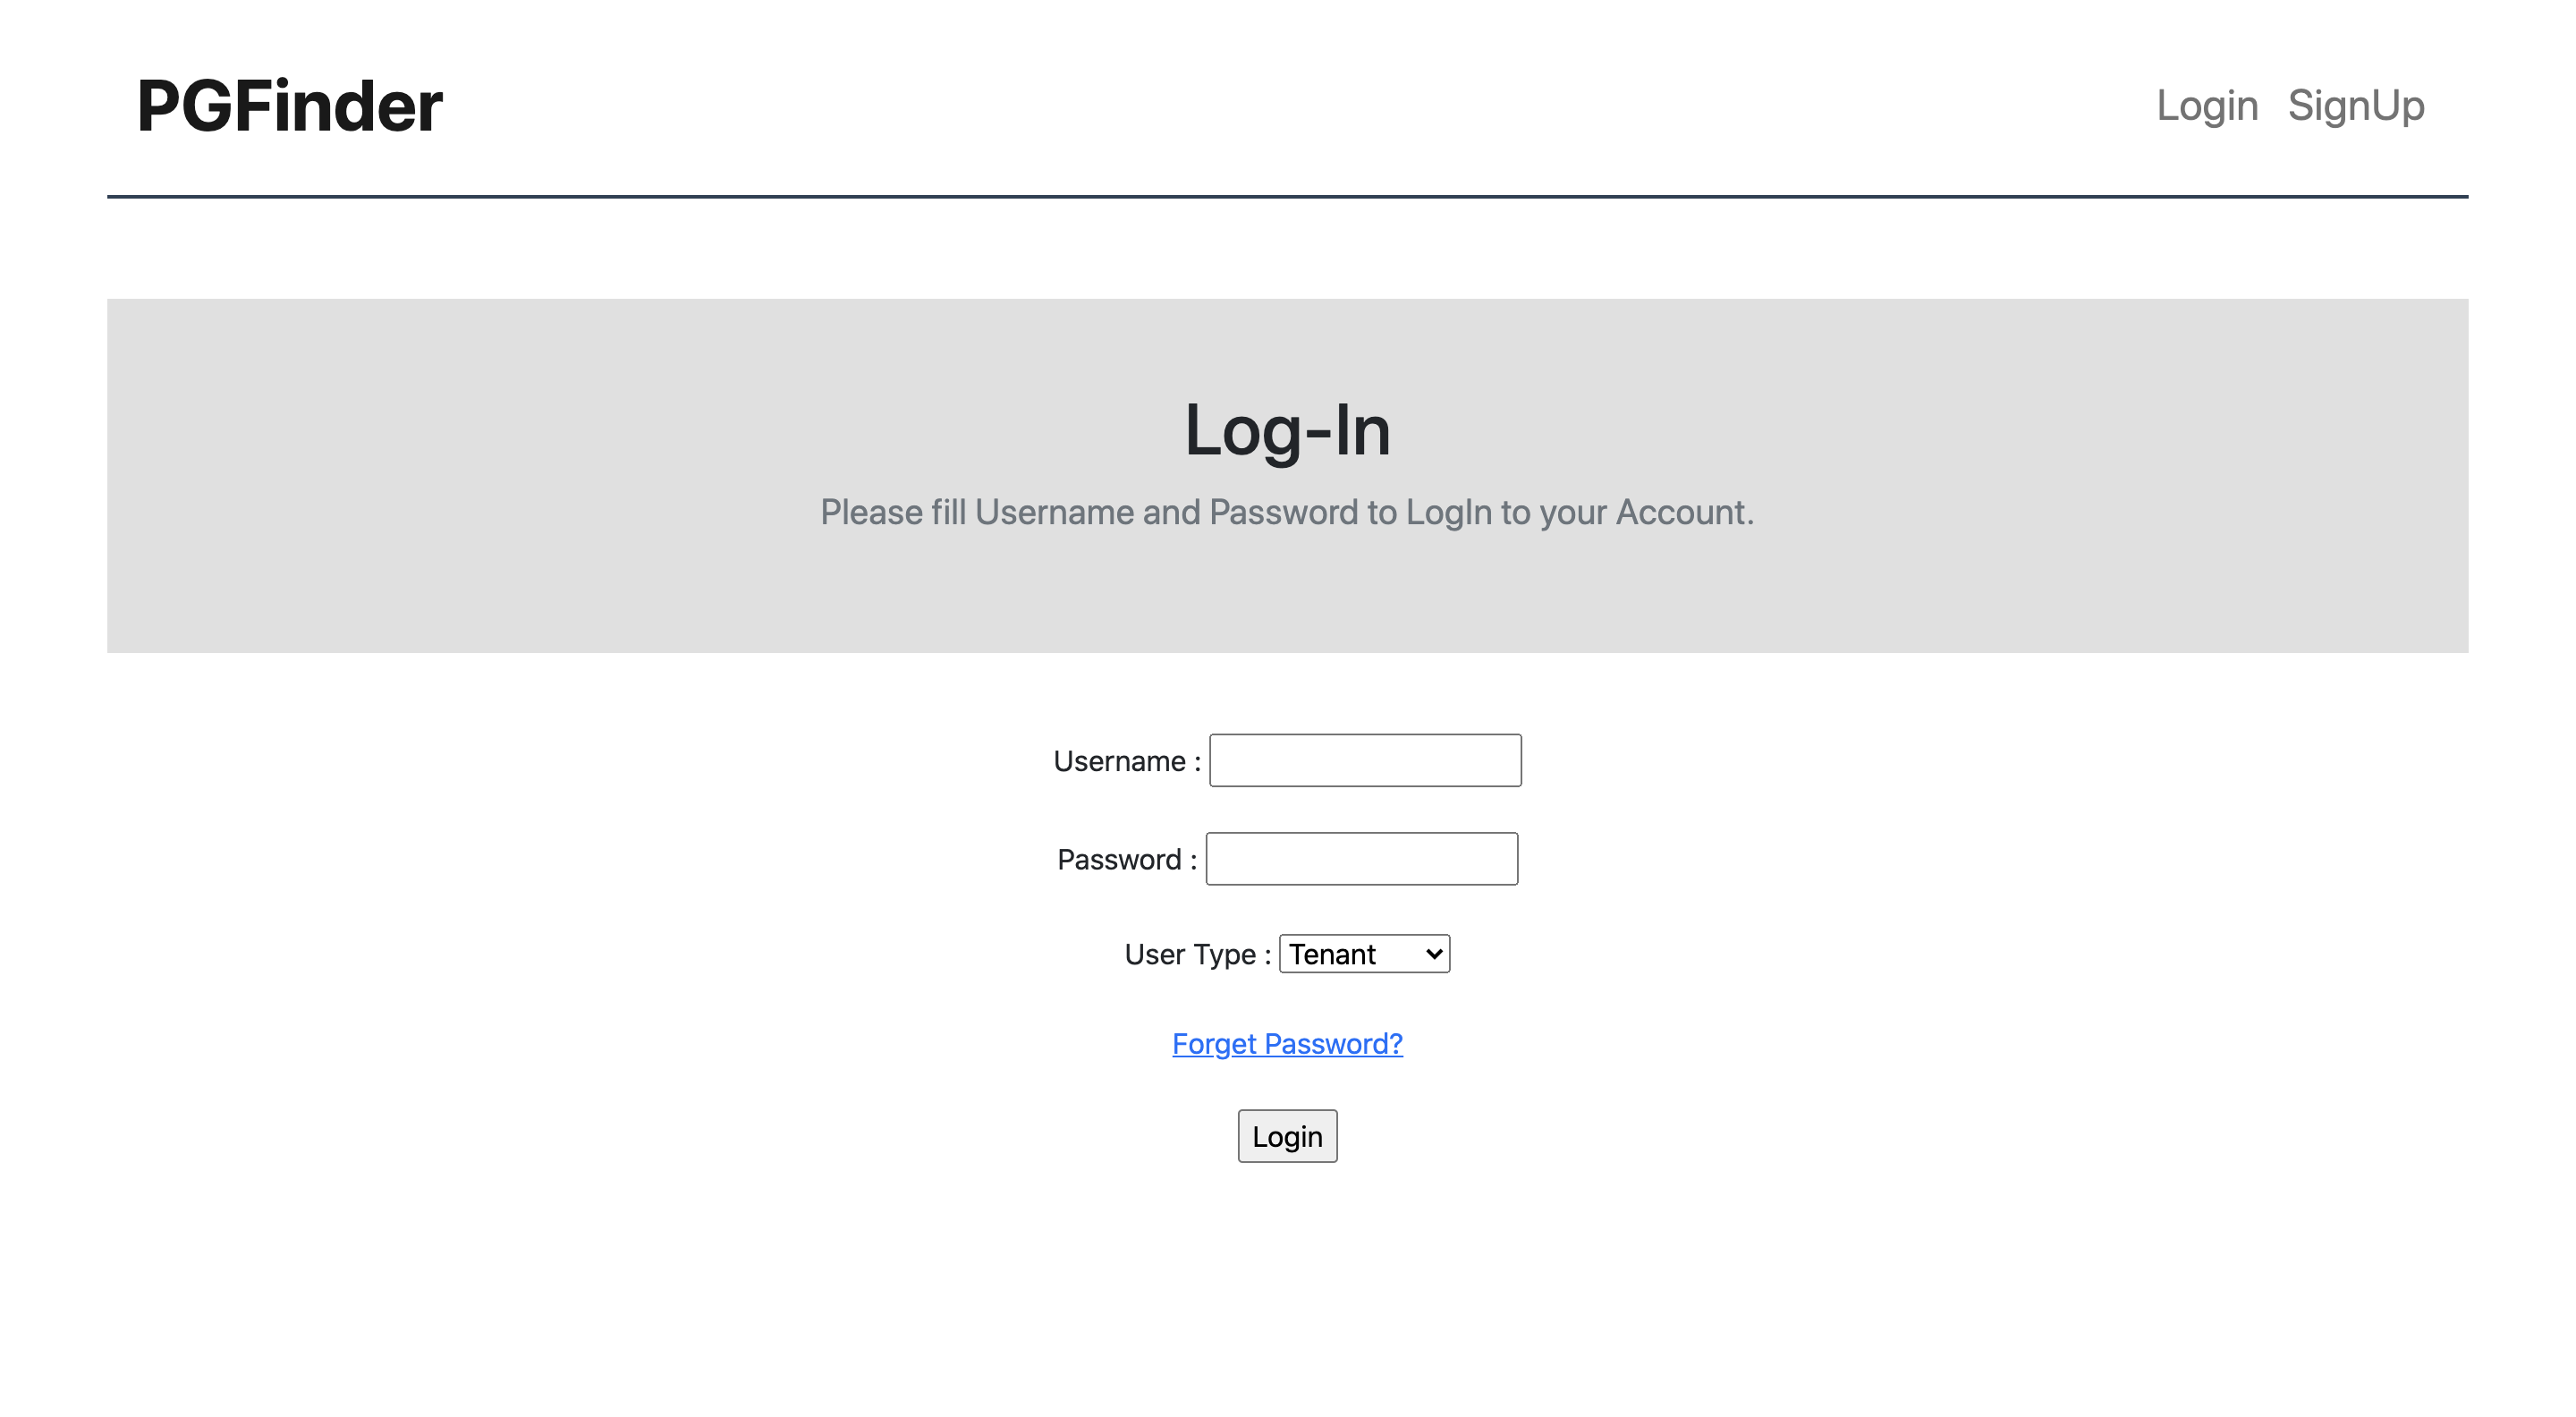 PGFinder
Login SignUp
Log-In
Please fill Username and Password to LogIn to your Account.
Username :
Password :
User Type : Tenant
Forget Password?
Login